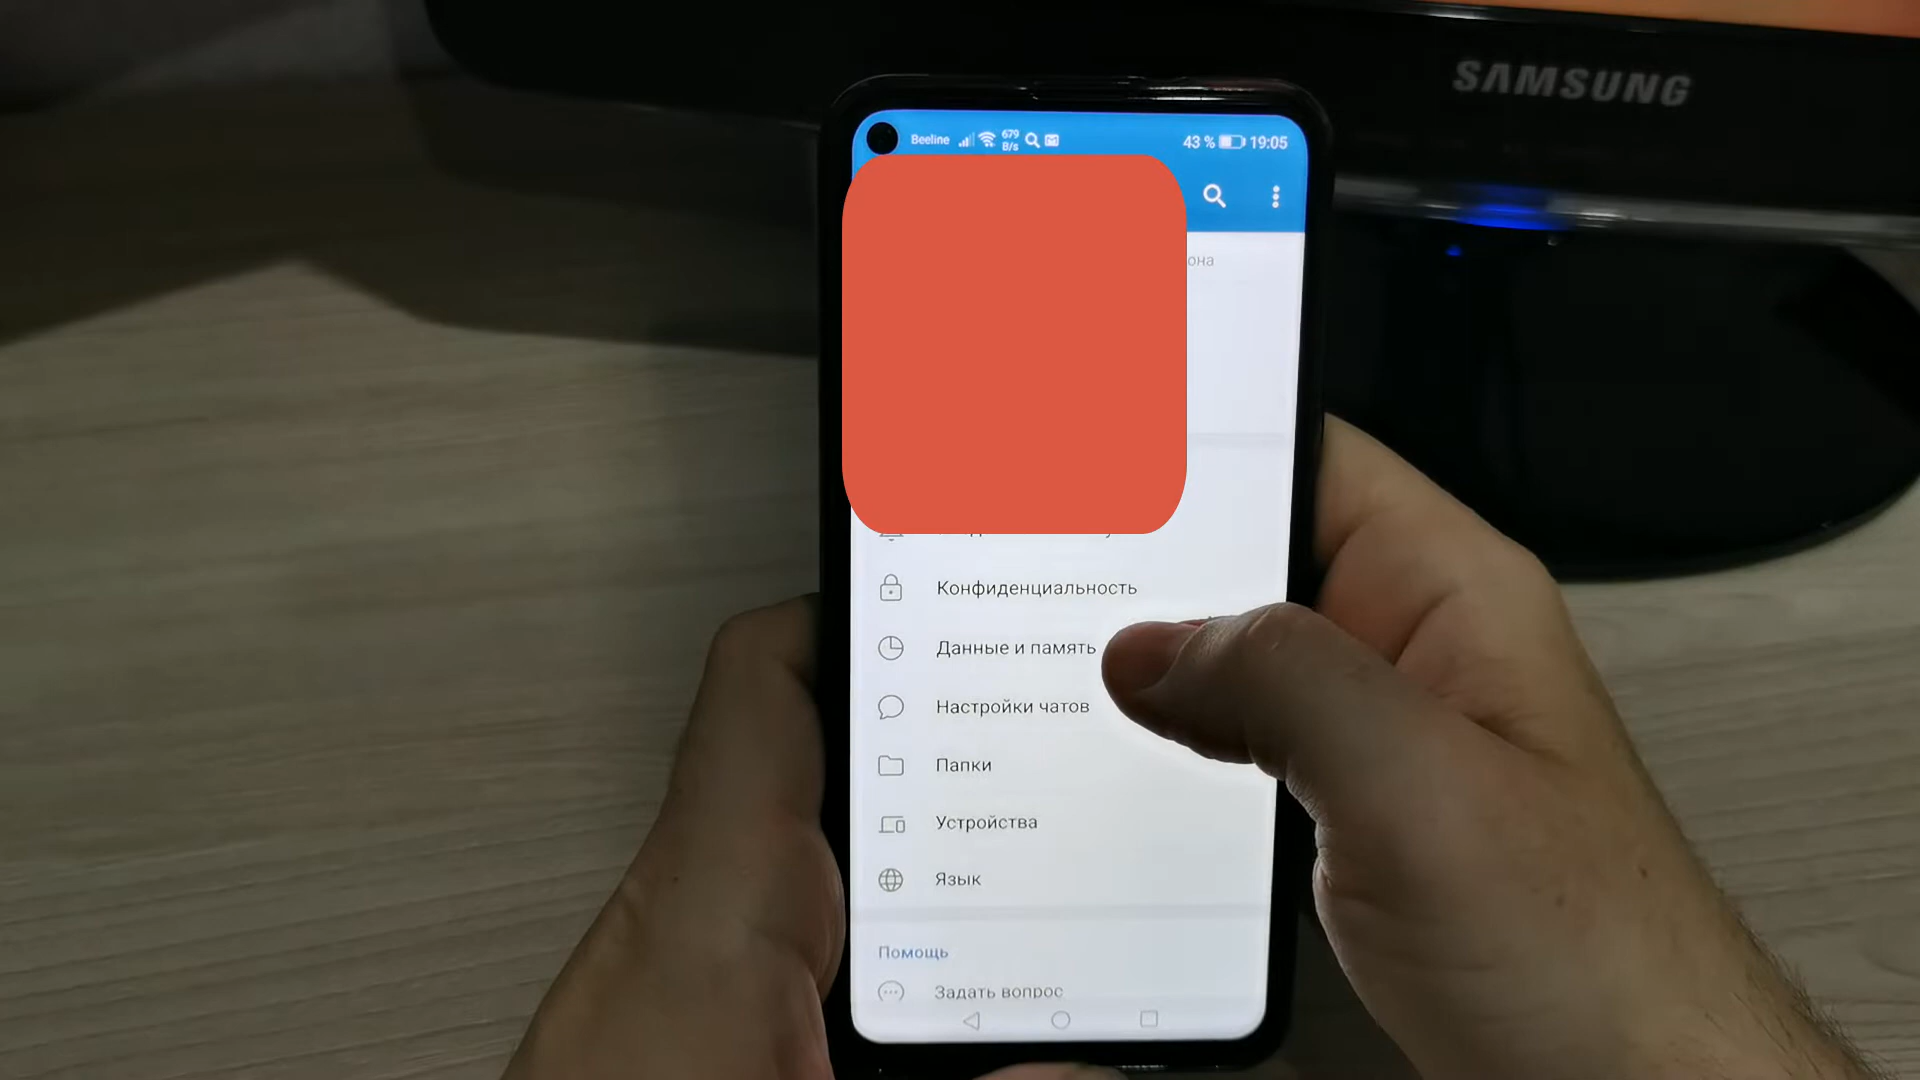 SAMSUNG
Beeline 679 B/s 43 % 19:05
она
Конфиденциальность
Данные и память
Настройки чатов
Папки
Устройства
Язык
Помощь
Задать вопрос